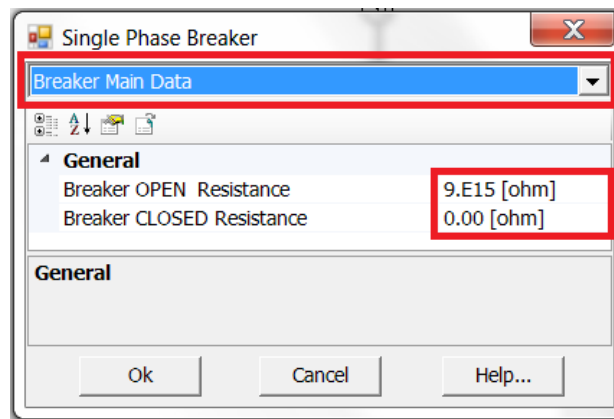 Single Phase Breaker
X
Breaker Main Data
General
Breaker OPEN Resistance 9.E15 [ohm]
Breaker CLOSED Resistance 0.00 [ohm]
General
Ok Cancel Help...